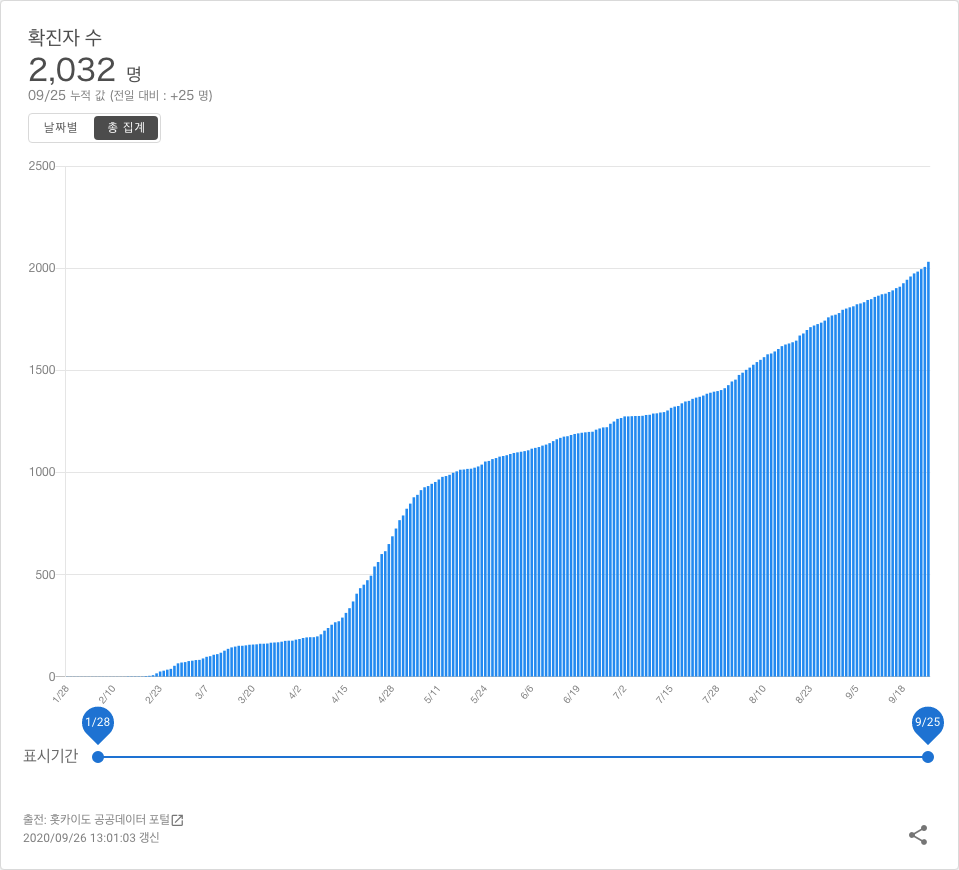 확진자 수
2,032 명
09/25 누적 값 (전일 대비 : +25 명)
날짜별 총 집계
2500
2000
1500
1000
500
0
1/28 2/10 2/23 3/7 3/20 4/2 4/15 4/28 5/11 5/24 6/6 6/19 7/2 7/15 7/28 8/10 8/23 9/5 9/18
1/28 9/25
표시기간
출전: 홋카이도 공공데이터 포털
2020/09/26 13:01:03 갱신